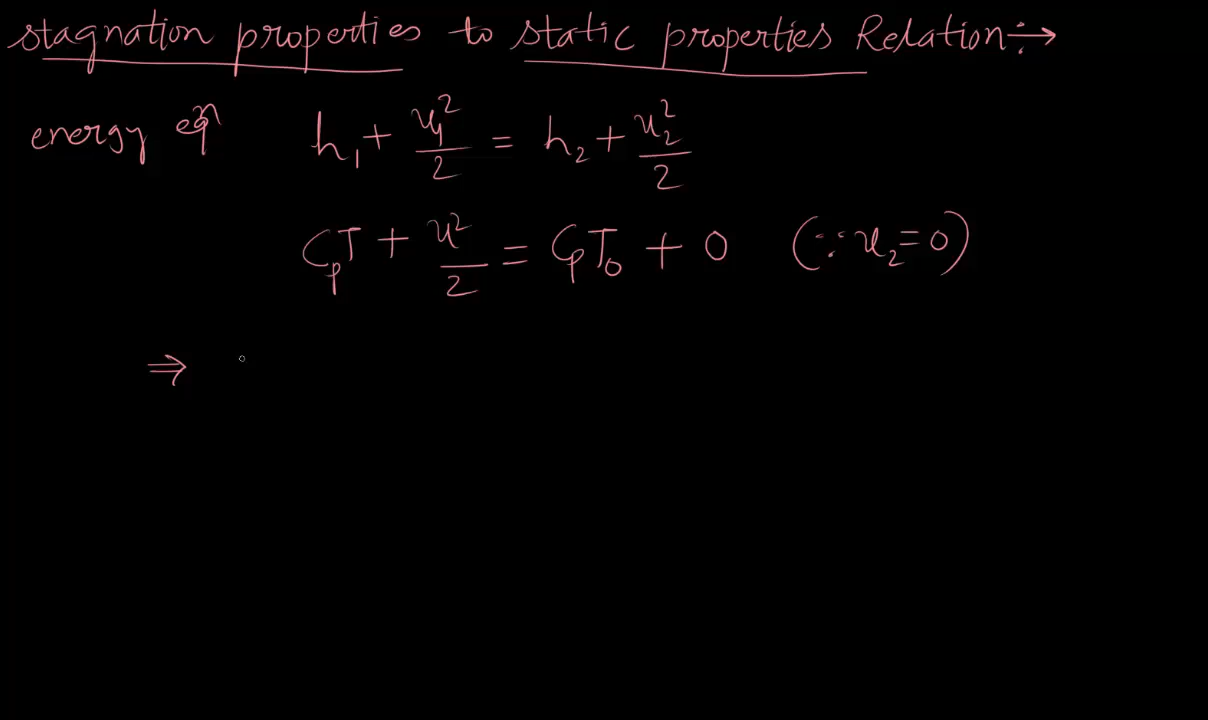 stagnation properties to static properties Relation:→
energy eqn h₁ + u₁²/2 = h₂ + u₂²/2
CpT + u²/2 = CpT₀ + 0 (∵ u₂ = 0)
⇒